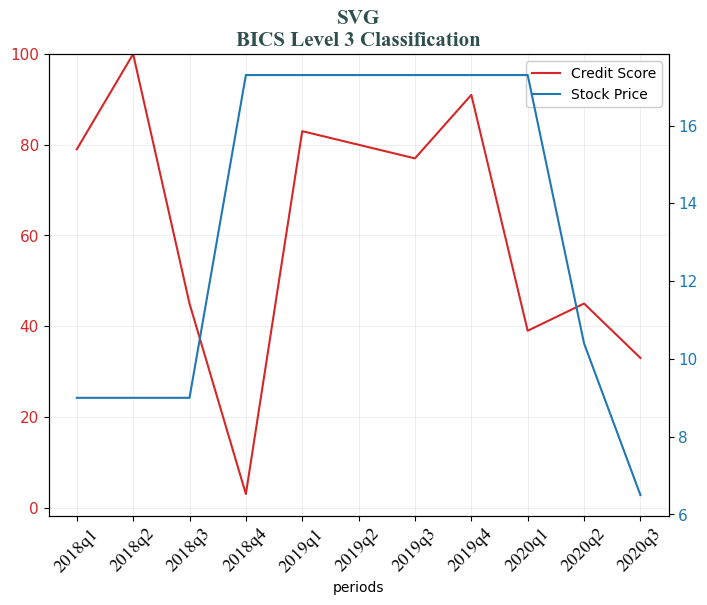 SVG
BICS Level 3 Classification
Credit Score
Stock Price
100
80
60
40
20
0
16
14
12
10
8
6
2018q1
2018q2
2018q3
2018q4
2019q1
2019q2
2019q3
2019q4
2020q1
2020q2
2020q3
periods